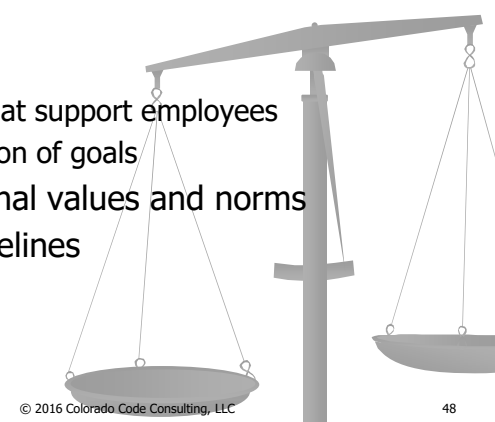 at support employees
on of goals
nal values and norms
elines
© 2016 Colorado Code Consulting, LLC 48